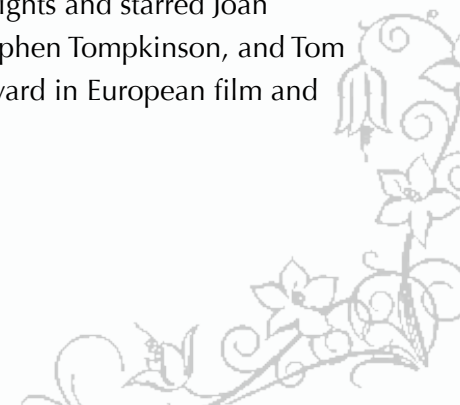 ights and starred Joan
phen Tompkinson, and Tom
vard in European film and